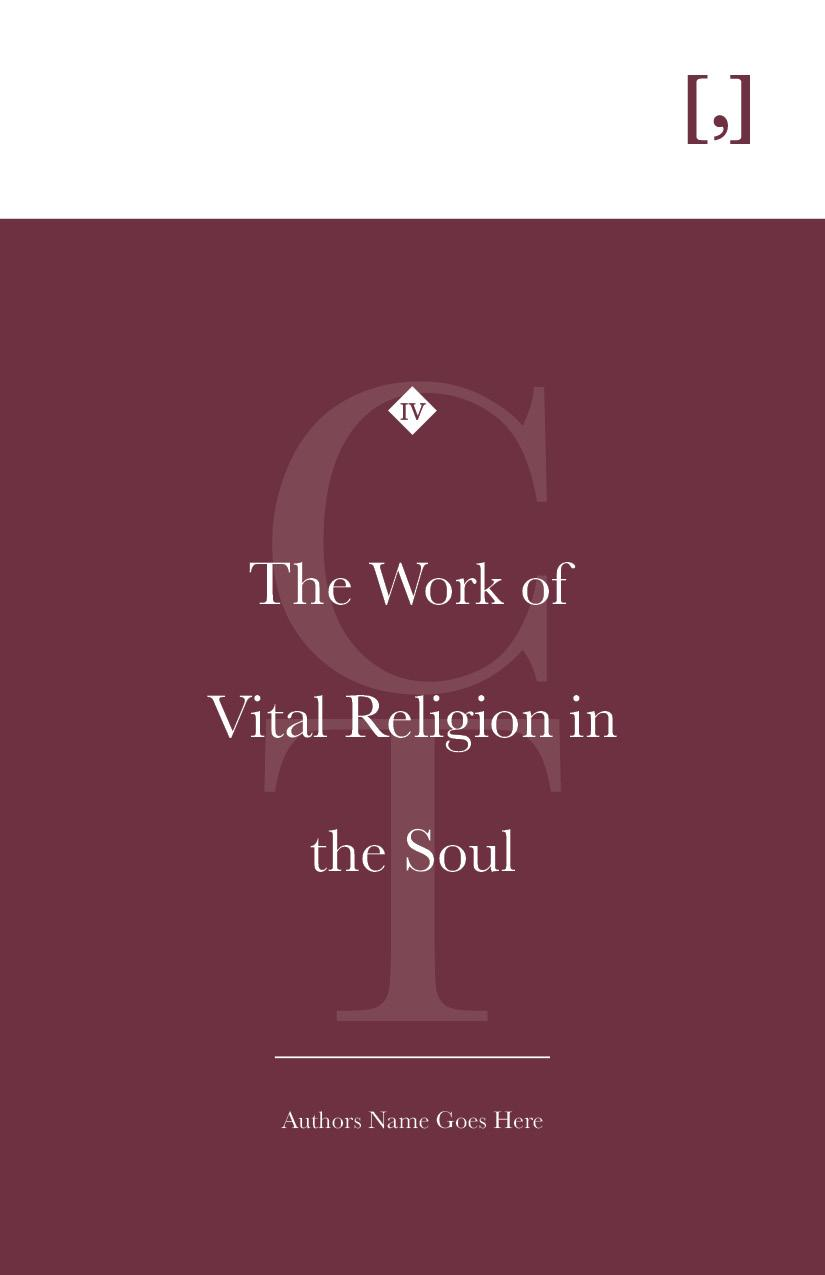 [,]
C
IV
The Work of
Vital Religion in
T
the Soul
Authors Name Goes Here